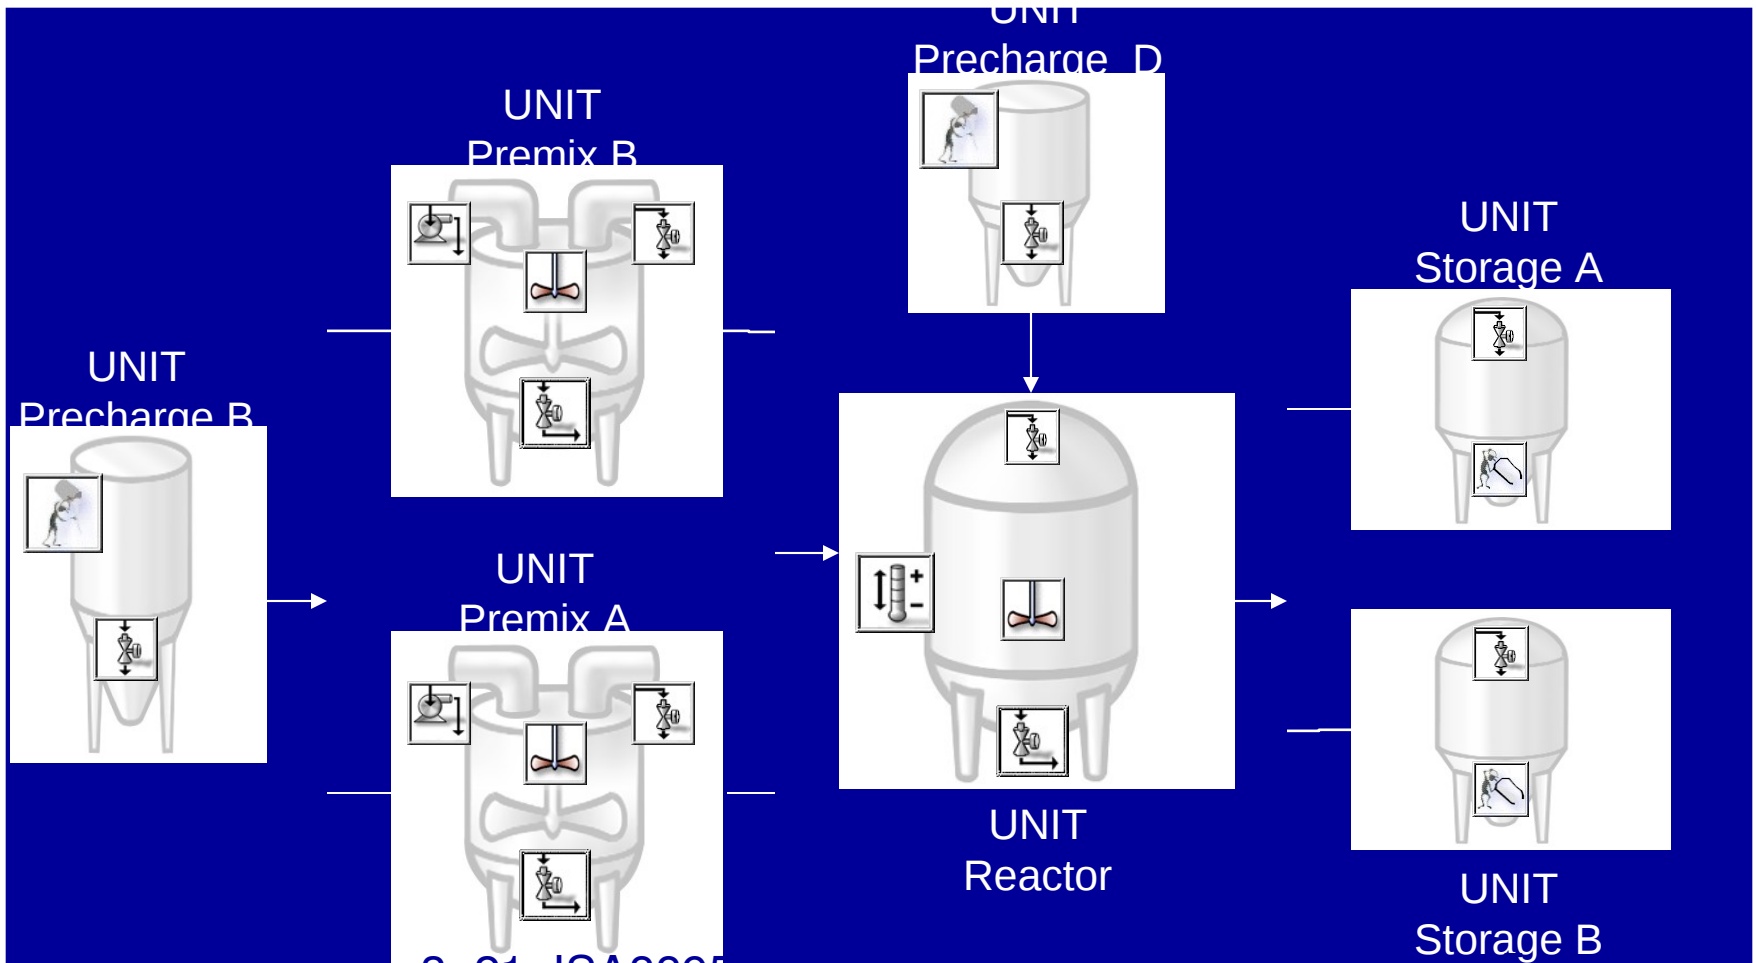 UNIT
Precharge D
UNIT
Premix B
UNIT
Storage A
UNIT
Precharge B
UNIT
Premix A
UNIT
Reactor
UNIT
Storage B